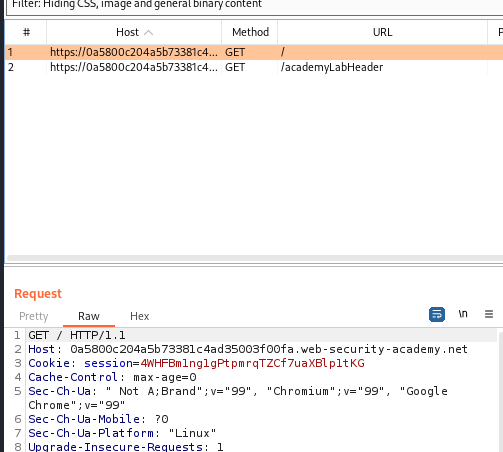 Filter: Hiding CSS, image and general binary content
# Host Method URL
1 https://0a5800c204a5b73381c4... GET /
2 https://0a5800c204a5b73381c4... GET /academyLabHeader
Request
Pretty Raw Hex \n
1 GET / HTTP/1.1
2 Host: 0a5800c204a5b73381c4ad35003f00fa.web-security-academy.net
3 Cookie: session=4WHFBm1ng1gPtpmrqTZCf7uaXBlp1tKG
4 Cache-Control: max-age=0
5 Sec-Ch-Ua: " Not A;Brand";v="99", "Chromium";v="99", "Google
Chrome";v="99"
6 Sec-Ch-Ua-Mobile: ?0
7 Sec-Ch-Ua-Platform: "Linux"
8 Upgrade-Insecure-Requests: 1